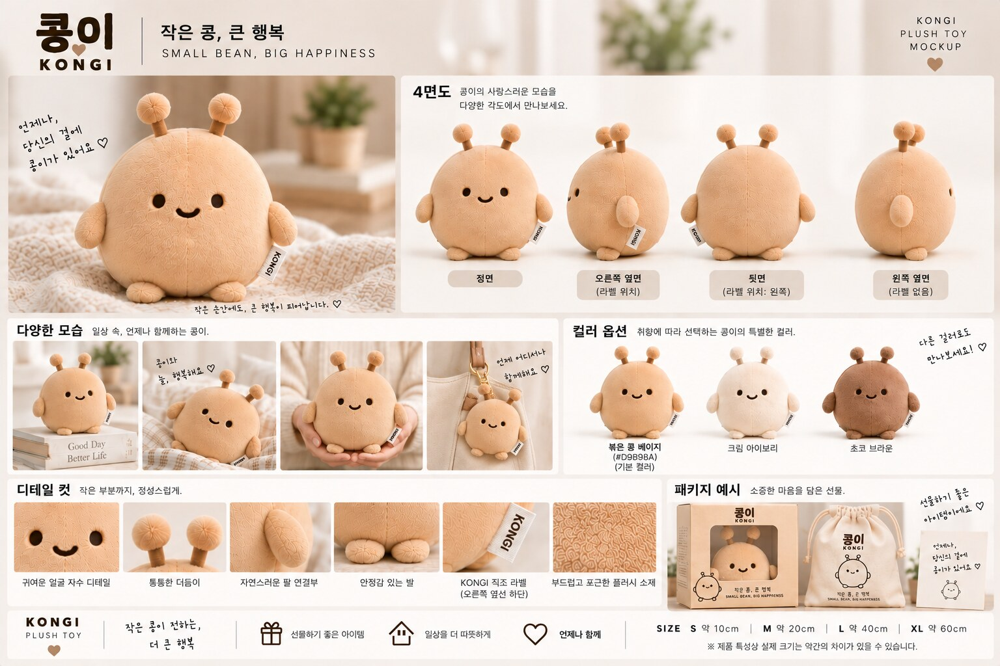 콩이
KONGI
작은 콩, 큰 행복
SMALL BEAN, BIG HAPPINESS
KONGI
PLUSH TOY
MOCKUP
언제나,
당신의 곁에
콩이가 있어요 ♡
KONGI
작은 순간에도, 큰 행복이 피어납니다. ♡
4면도
콩이의 사랑스러운 모습을
다양한 각도에서 만나보세요.
KONGI
KONGI
정면
오른쪽 옆면
(라벨 위치)
뒷면
(라벨 위치: 왼쪽)
왼쪽 옆면
(라벨 없음)
다양한 모습
일상 속, 언제나 함께하는 콩이.
Good Day
Better Life
콩이와
늘, 행복해요 ♡
언제 어디서나
함께해요 ♡
컬러 옵션
취향에 따라 선택하는 콩이의 특별한 컬러.
다른 컬러로도
만나보세요! ♡
볶은 콩 베이지
(#D9B98A)
(기본 컬러)
크림 아이보리
초코 브라운
디테일 컷
작은 부분까지, 정성스럽게.
KONGI
귀여운 얼굴 자수 디테일
통통한 더듬이
자연스러운 팔 연결부
안정감 있는 발
KONGI 직조 라벨
(오른쪽 옆선 하단)
부드럽고 포근한 플러시 소재
패키지 예시
소중한 마음을 담은 선물.
선물하기 좋은
아이템이에요 ♡
콩이
KONGI
작은 콩, 큰 행복
SMALL BEAN, BIG HAPPINESS
콩이
KONGI
작은 콩, 큰 행복
SMALL BEAN, BIG HAPPINESS
언제나,
당신의 곁에
콩이가 있어요 ♡
KONGI
PLUSH TOY
작은 콩이 전하는,
더 큰 행복
선물하기 좋은 아이템
일상을 더 따뜻하게
언제나 함께
SIZE S 약 10cm | M 약 20cm | L 약 40cm | XL 약 60cm
※ 제품 특성상 실제 크기는 약간의 차이가 있을 수 있습니다.